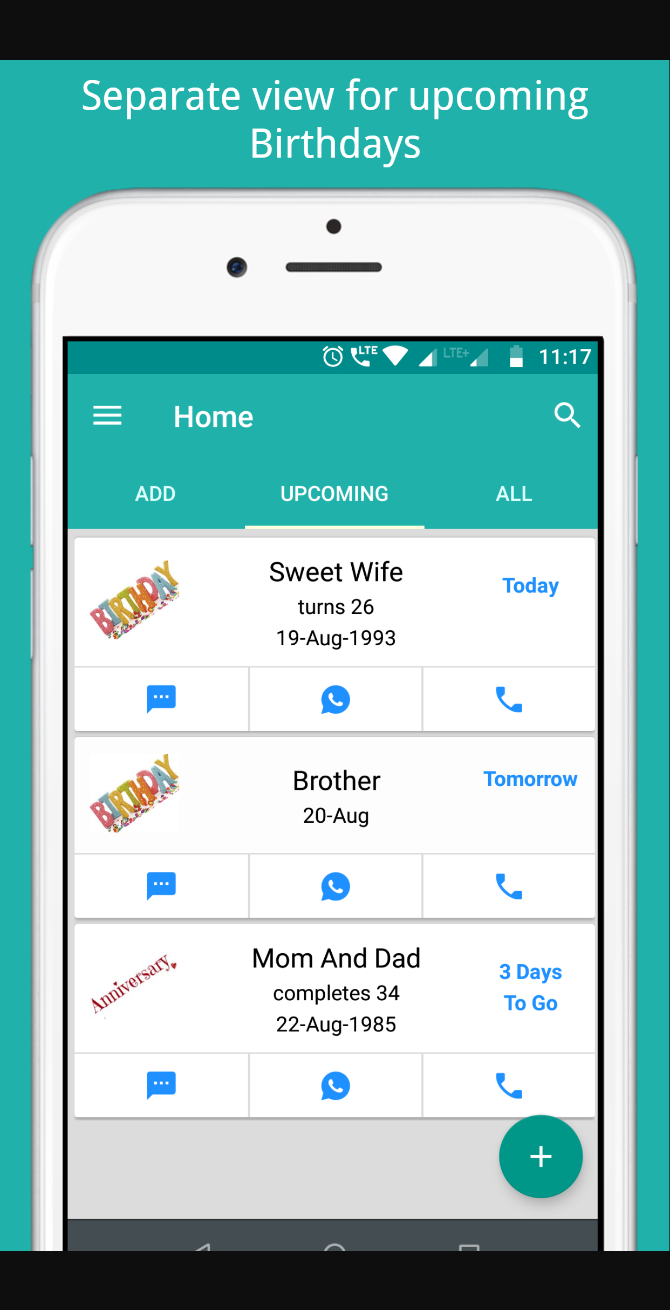 Separate view for upcoming
Birthdays
LTE
LTE+
11:17
Home
ADD
UPCOMING
ALL
BIRTHDAY
Sweet Wife
turns 26
19-Aug-1993
Today
BIRTHDAY
Brother
20-Aug
Tomorrow
Anniversary
Mom And Dad
completes 34
22-Aug-1985
3 Days
To Go